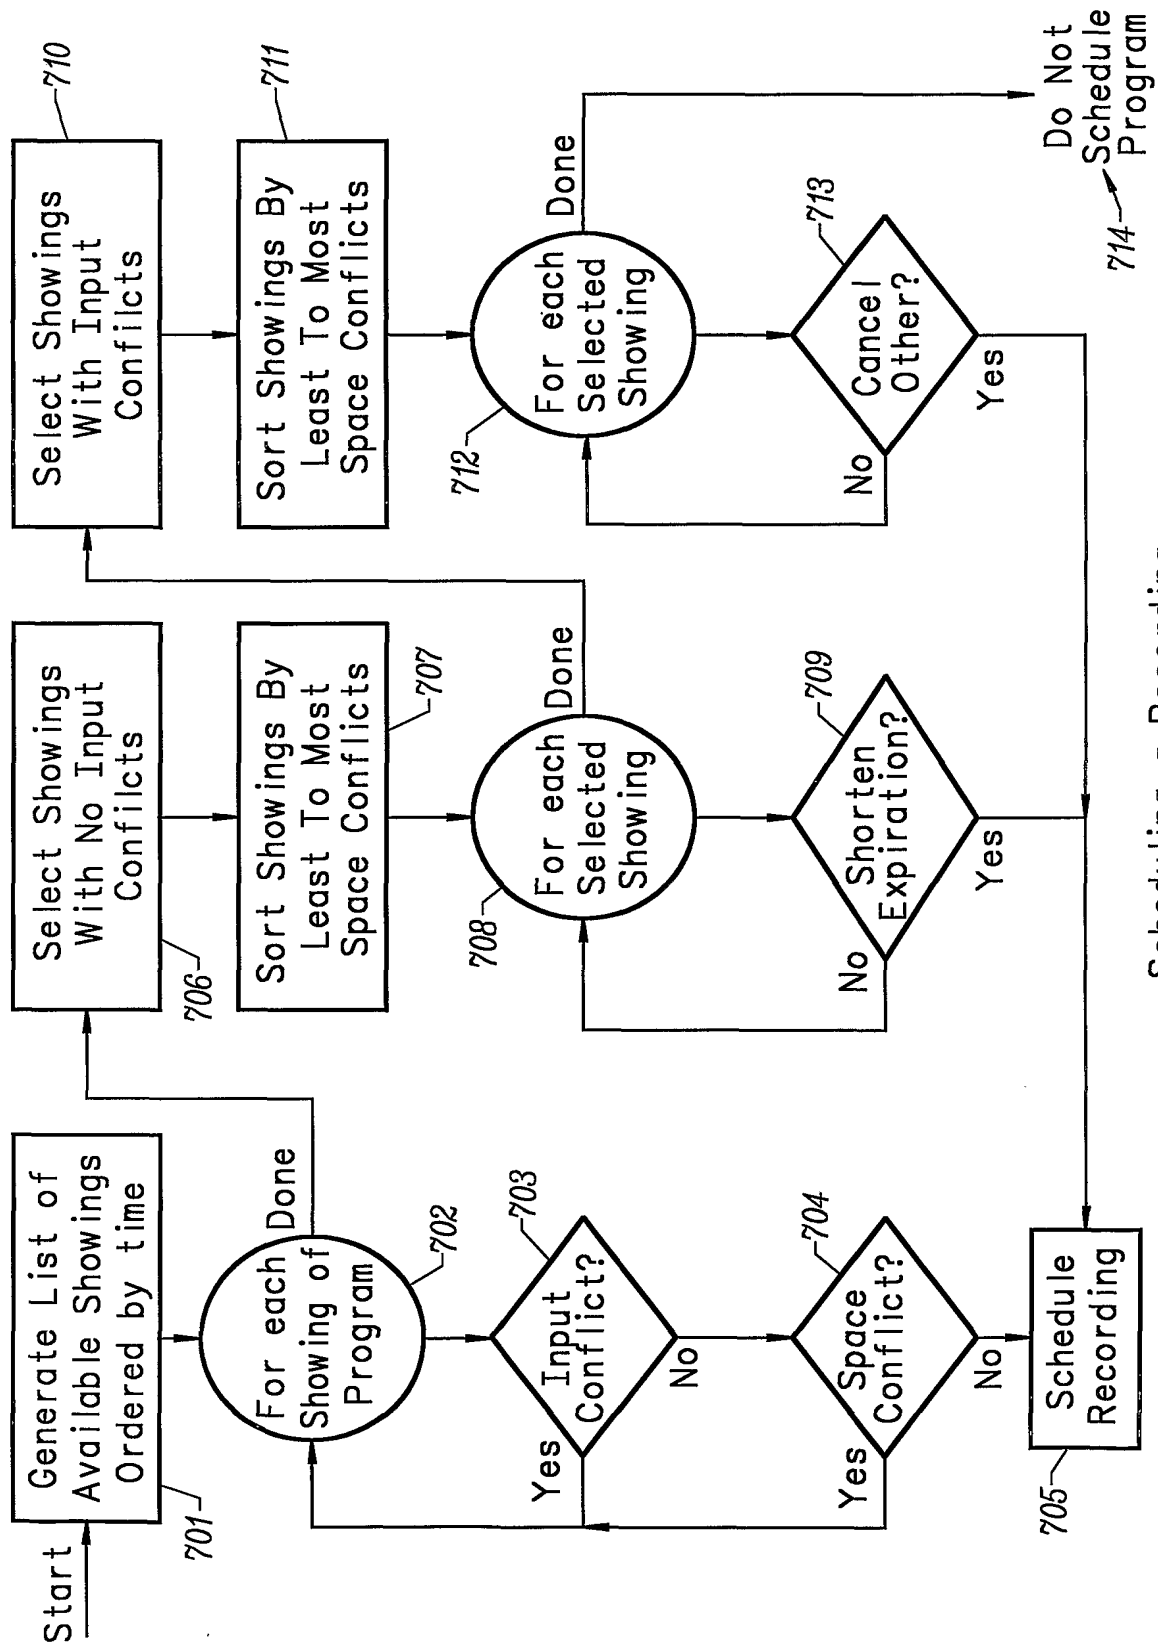 Start
Generate List of
Available Showings
Ordered by time
701
For each
Showing of
Program
Done
702
Input
Conflict?
703
Yes
No
Space
Conflict?
704
Yes
No
Schedule
Recording
705
Select Showings
With No Input
Confilcts
706
Sort Showings By
Least To Most
Space Conflicts
707
For each
Selected
Showing
Done
708
Shorten
Expiration?
709
No
Yes
Select Showings
With Input
Confilcts
710
Sort Showings By
Least To Most
Space Conflicts
711
For each
Selected
Showing
Done
712
Cancel
Other?
713
No
Yes
Do Not
Schedule
Program
714